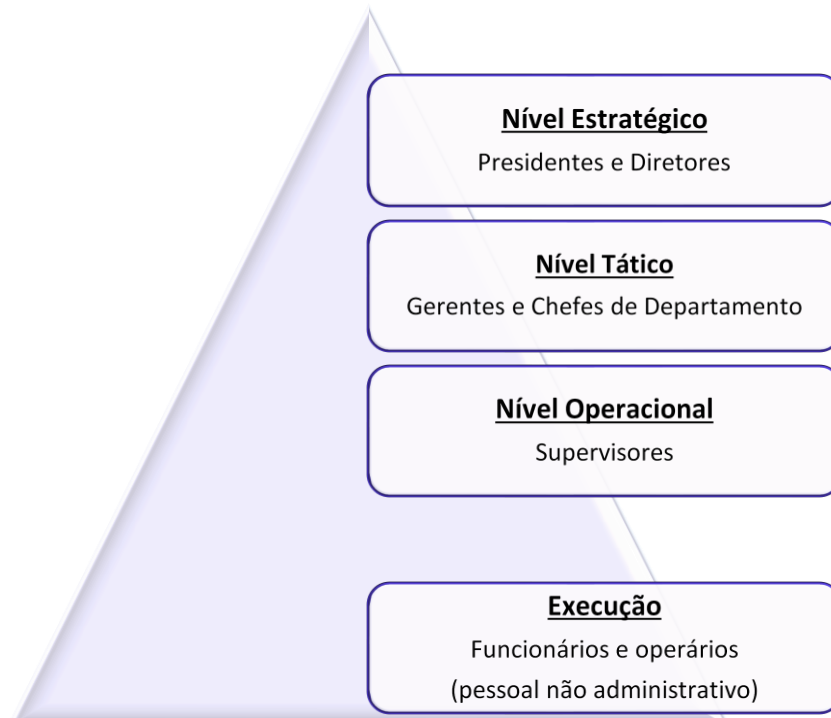 Nível Estratégico
Presidentes e Diretores
Nível Tático
Gerentes e Chefes de Departamento
Nível Operacional
Supervisores
Execução
Funcionários e operários
(pessoal não administrativo)